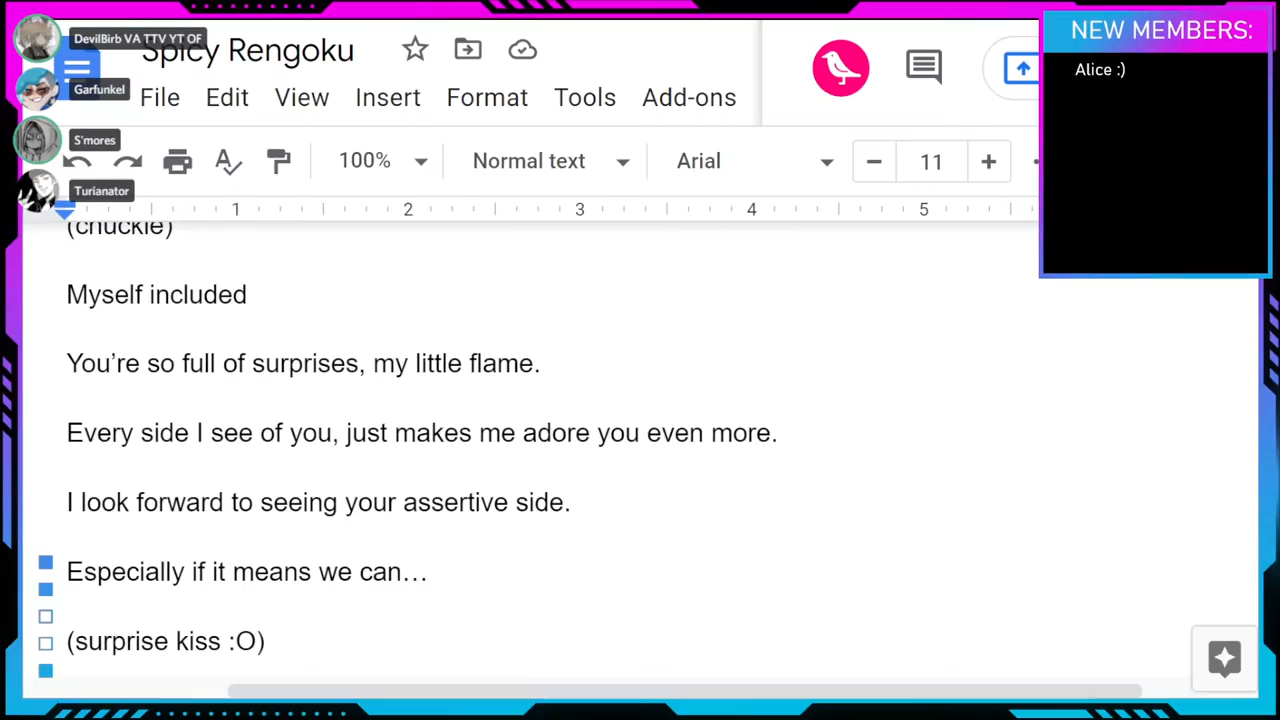 DevilBirb VA TTV YT OF
Spicy Rengoku
NEW MEMBERS:
Alice :)
Garfunkel
File Edit View Insert Format Tools Add-ons
S'mores
100% Normal text Arial 11
Turianator
1 2 3 4 5
(chuckle)
Myself included
You're so full of surprises, my little flame.
Every side I see of you, just makes me adore you even more.
I look forward to seeing your assertive side.
Especially if it means we can…
(surprise kiss :O)